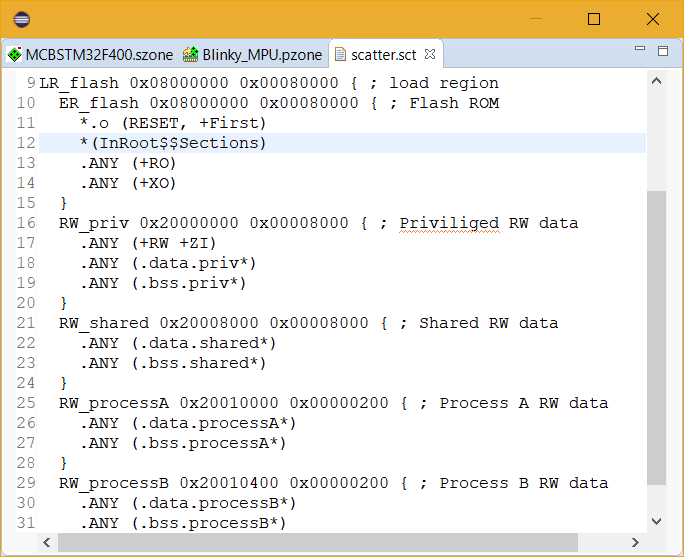 MCBSTM32F400.szone Blinky_MPU.pzone scatter.sct
9 LR_flash 0x08000000 0x00080000 { ; load region
10 ER_flash 0x08000000 0x00080000 { ; Flash ROM
11 *.o (RESET, +First)
12 *(InRoot$$Sections)
13 .ANY (+RO)
14 .ANY (+XO)
15 }
16 RW_priv 0x20000000 0x00008000 { ; Priviliged RW data
17 .ANY (+RW +ZI)
18 .ANY (.data.priv*)
19 .ANY (.bss.priv*)
20 }
21 RW_shared 0x20008000 0x00008000 { ; Shared RW data
22 .ANY (.data.shared*)
23 .ANY (.bss.shared*)
24 }
25 RW_processA 0x20010000 0x00000200 { ; Process A RW data
26 .ANY (.data.processA*)
27 .ANY (.bss.processA*)
28 }
29 RW_processB 0x20010400 0x00000200 { ; Process B RW data
30 .ANY (.data.processB*)
31 .ANY (.bss.processB*)